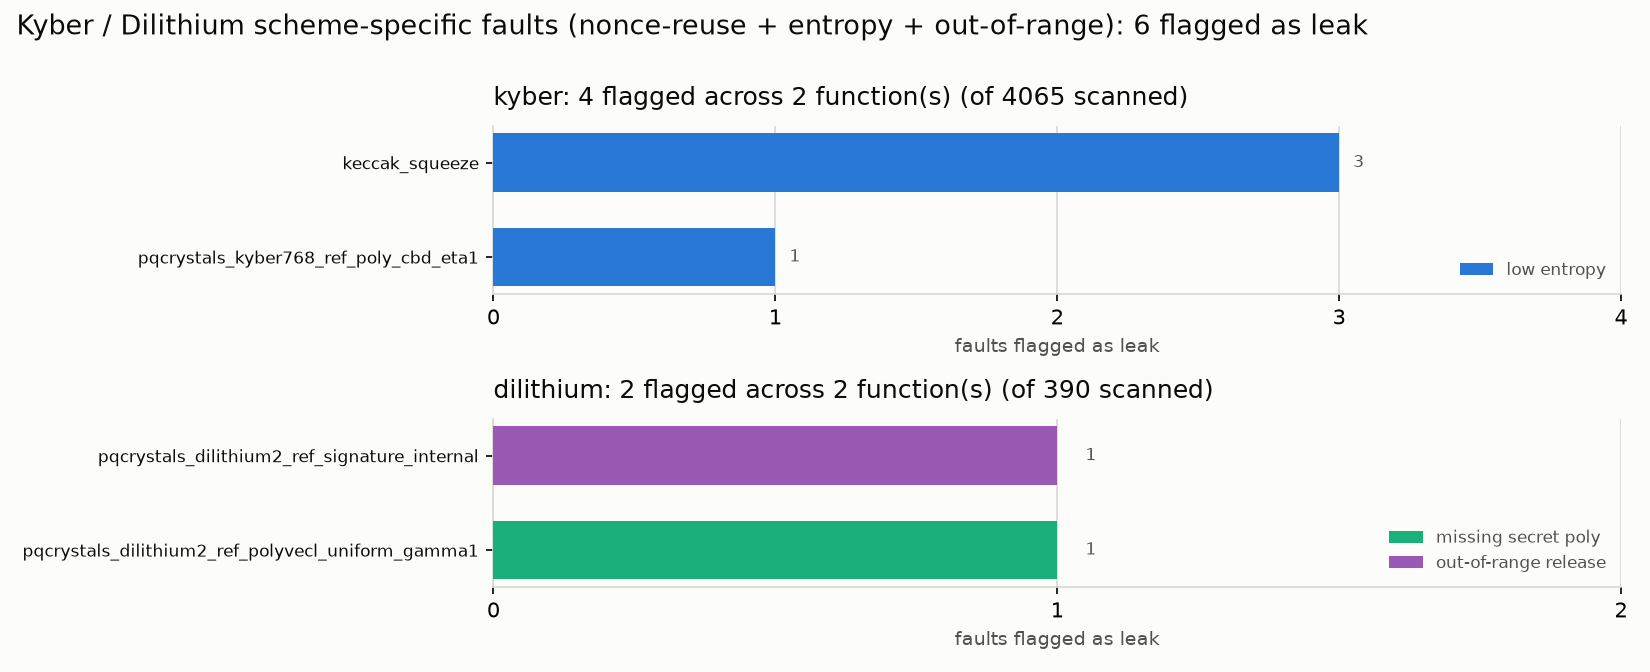 Kyber / Dilithium scheme-specific faults (nonce-reuse + entropy + out-of-range): 6 flagged as leak
kyber: 4 flagged across 2 function(s) (of 4065 scanned)
keccak_squeeze
3
pqcrystals_kyber768_ref_poly_cbd_eta1
1
low entropy
0 1 2 3 4
faults flagged as leak
dilithium: 2 flagged across 2 function(s) (of 390 scanned)
pqcrystals_dilithium2_ref_signature_internal
1
pqcrystals_dilithium2_ref_polyvecl_uniform_gamma1
1
missing secret poly
out-of-range release
0 1 2
faults flagged as leak